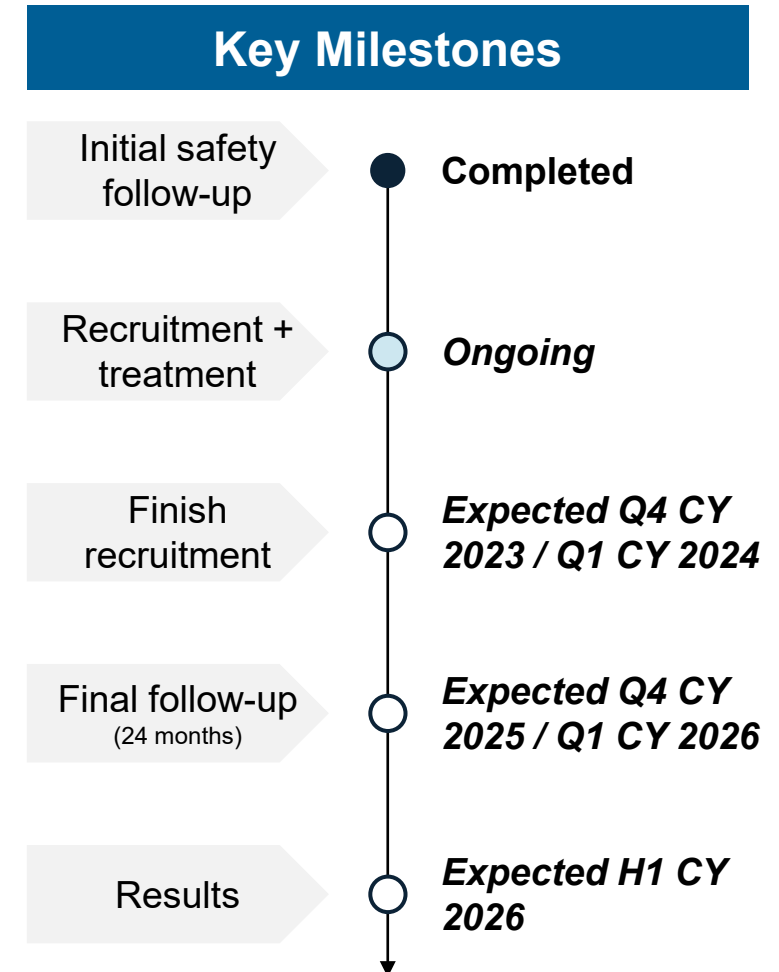 Key Milestones
Initial safety
follow-up
Completed
Recruitment +
treatment
Ongoing
Finish
recruitment
Expected Q4 CY
2023 / Q1 CY 2024
Final follow-up
(24 months)
Expected Q4 CY
2025 / Q1 CY 2026
Results
Expected H1 CY
2026